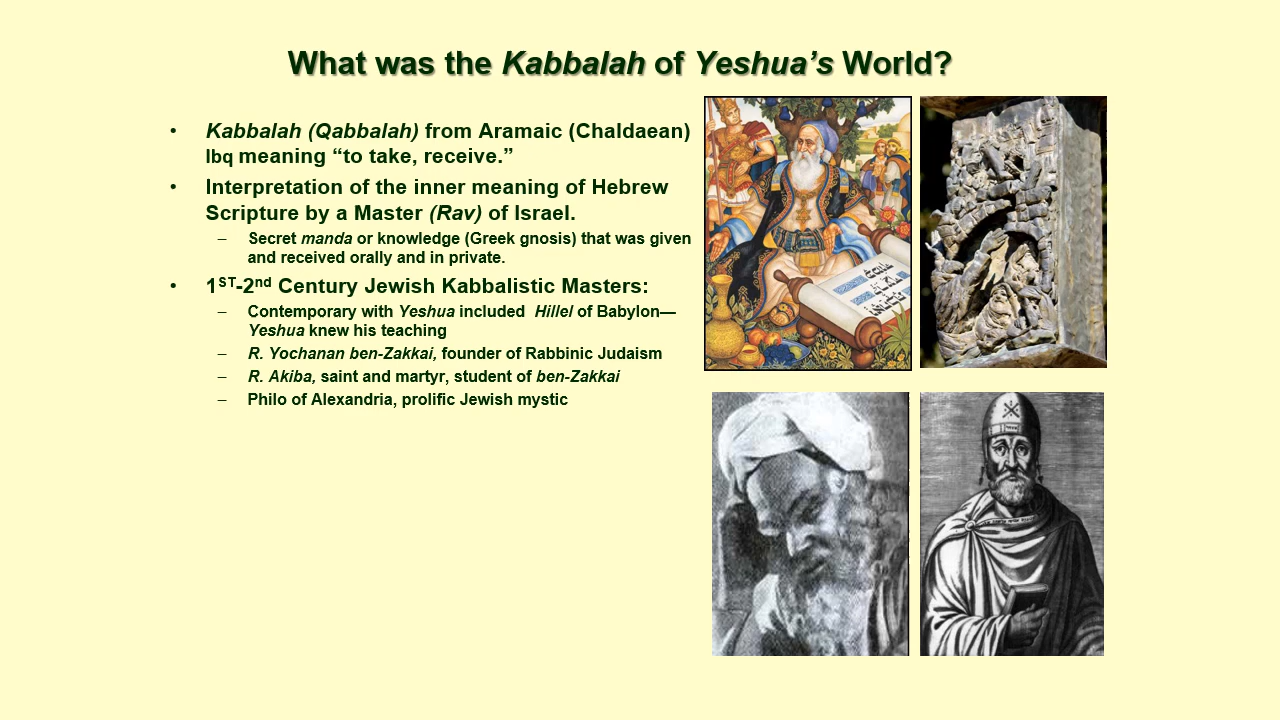 What was the Kabbalah of Yeshua’s World?
• Kabbalah (Qabbalah) from Aramaic (Chaldaean)
lbq meaning “to take, receive.”
• Interpretation of the inner meaning of Hebrew
Scripture by a Master (Rav) of Israel.
– Secret manda or knowledge (Greek gnosis) that was given
and received orally and in private.
• 1ST-2nd Century Jewish Kabbalistic Masters:
– Contemporary with Yeshua included Hillel of Babylon—
Yeshua knew his teaching
– R. Yochanan ben-Zakkai, founder of Rabbinic Judaism
– R. Akiba, saint and martyr, student of ben-Zakkai
– Philo of Alexandria, prolific Jewish mystic